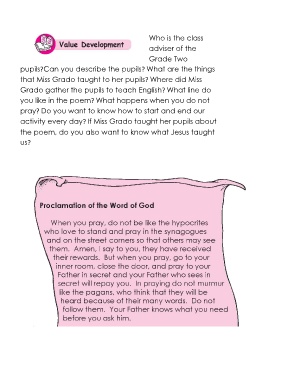 Value Development
Who is the class
adviser of the
Grade Two
pupils?Can you describe the pupils? What are the things
that Miss Grado taught to her pupils? Where did Miss
Grado gather the pupils to teach English? What line do
you like in the poem? What happens when you do not
pray? Do you want to know how to start and end our
activity every day? If Miss Grado taught her pupils about
the poem, do you also want to know what Jesus taught
us?
Proclamation of the Word of God
When you pray, do not be like the hypocrites
who love to stand and pray in the synagogues
and on the street corners so that others may see
them. Amen, I say to you, they have received
their rewards. But when you pray, go to your
inner room, close the door, and pray to your
Father in secret and your Father who sees in
secret will repay you. In praying do not murmur
like the pagans, who think that they will be
heard because of their many words. Do not
follow them. Your Father knows what you need
before you ask him.